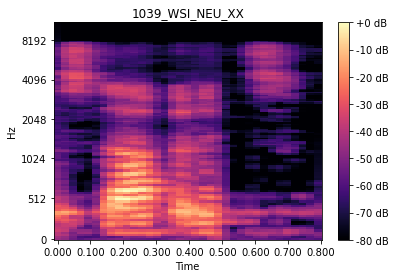 1039_WSI_NEU_XX
8192
4096
2048
1024
512
0
Hz
0.000 0.100 0.200 0.300 0.400 0.500 0.600 0.700 0.800
Time
+0 dB
-10 dB
-20 dB
-30 dB
-40 dB
-50 dB
-60 dB
-70 dB
-80 dB